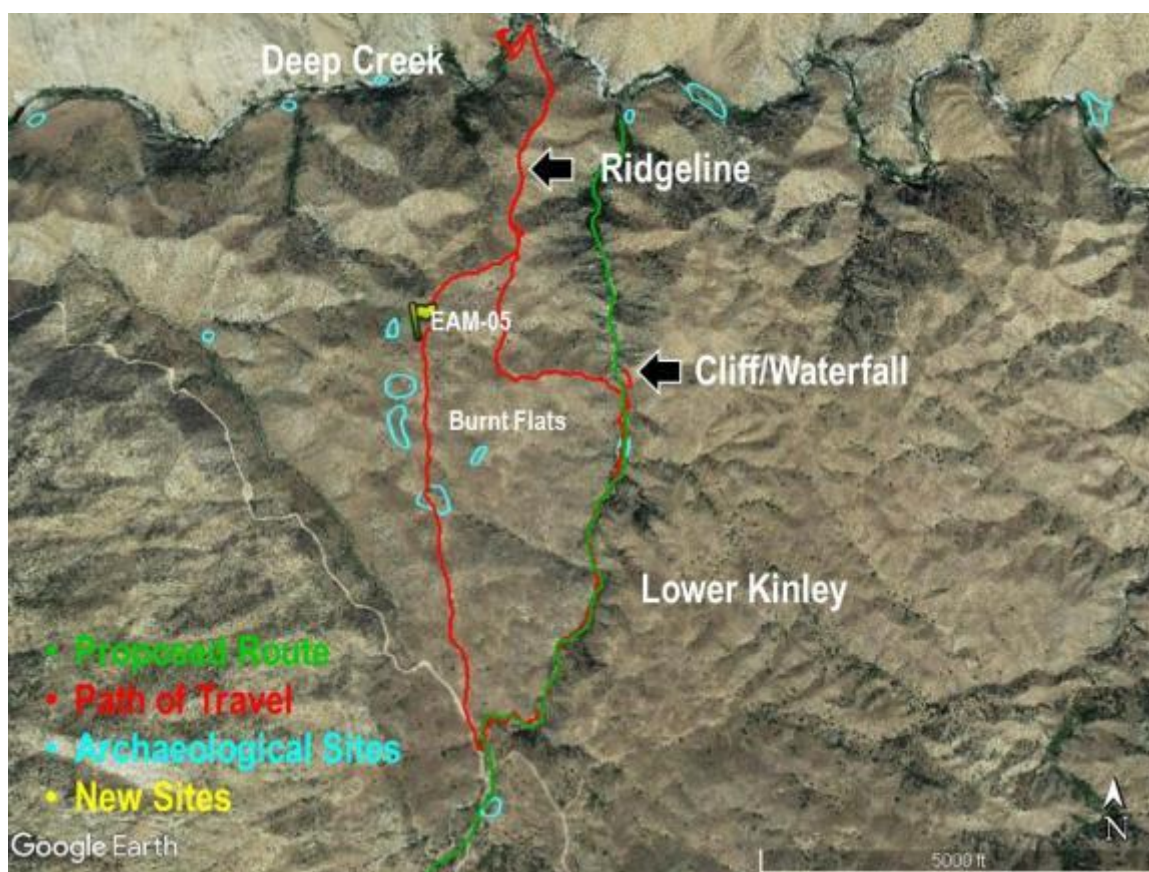 Deep Creek
Ridgeline
EAM-05
Cliff/Waterfall
Burnt Flats
Lower Kinley
• Proposed Route
• Path of Travel
• Archaeological Sites
• New Sites
N
Google Earth
5000 ft